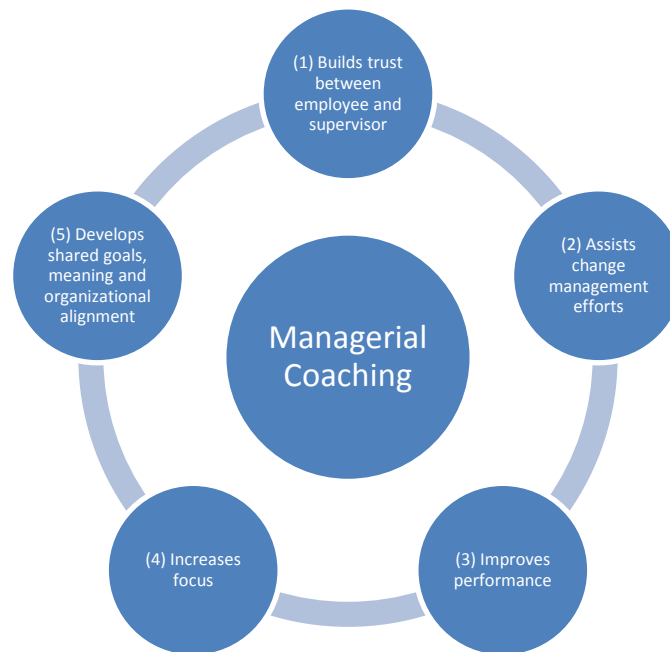 (1) Builds trust
between
employee and
supervisor
(2) Assists
change
management
efforts
(3) Improves
performance
(4) Increases
focus
(5) Develops
shared goals,
meaning and
organizational
alignment
Managerial
Coaching